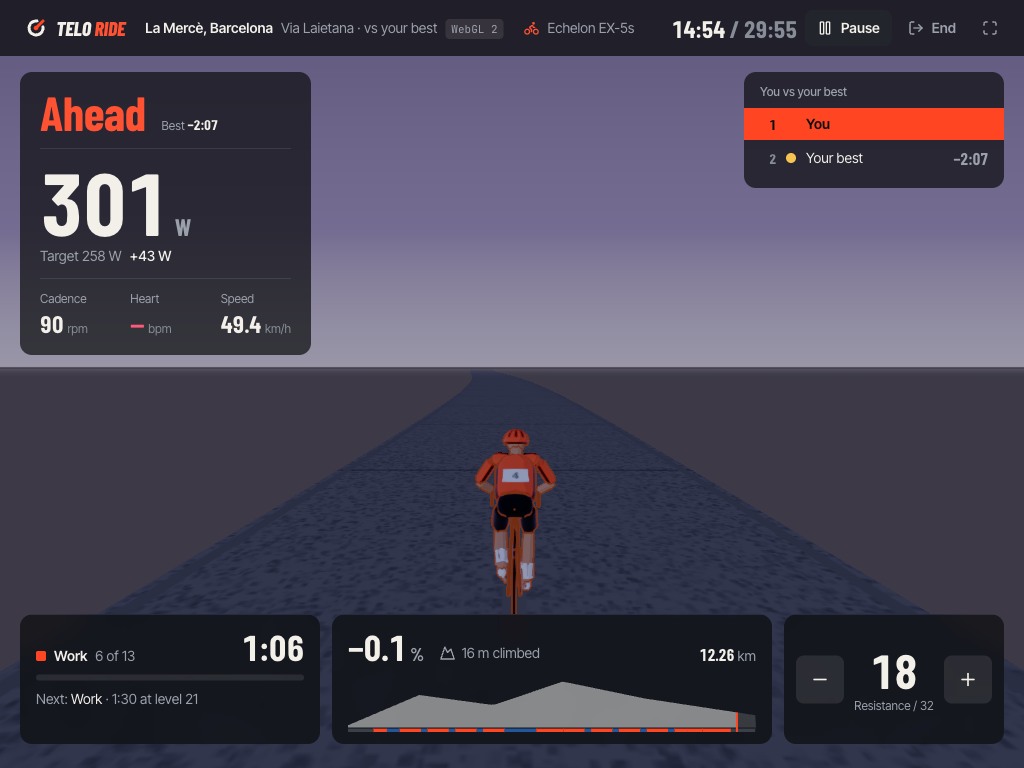 TELO RIDE La Mercè, Barcelona Via Laietana · vs your best WebGL 2 Echelon EX-5s 14:54 / 29:55 Pause End
Ahead Best −2:07
301 W
Target 258 W +43 W
Cadence Heart Speed
90 rpm – bpm 49.4 km/h
You vs your best
1 You
2 Your best −2:07
4
Work 6 of 13 1:06
Next: Work · 1:30 at level 21
−0.1 % 16 m climbed 12.26 km
− 18 +
Resistance / 32